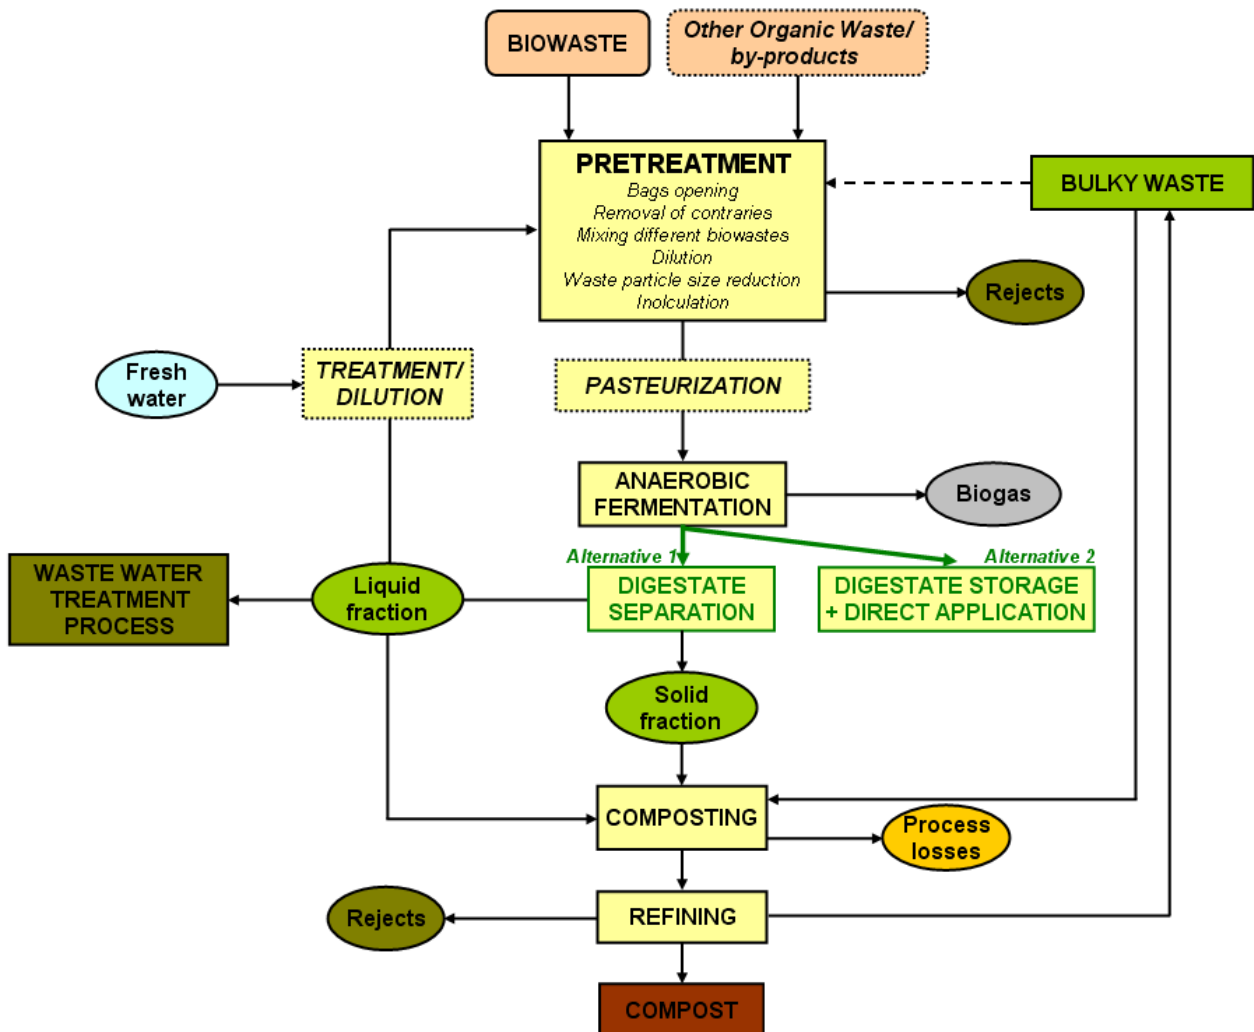 BIOWASTE
Other Organic Waste/
by-products
PRETREATMENT
Bags opening
Removal of contraries
Mixing different biowastes
Dilution
Waste particle size reduction
Inolculation
BULKY WASTE
Rejects
Fresh
water
TREATMENT/
DILUTION
PASTEURIZATION
ANAEROBIC
FERMENTATION
Biogas
Alternative 1
Alternative 2
WASTE WATER
TREATMENT
PROCESS
Liquid
fraction
DIGESTATE
SEPARATION
DIGESTATE STORAGE
+ DIRECT APPLICATION
Solid
fraction
COMPOSTING
Process
losses
Rejects
REFINING
COMPOST